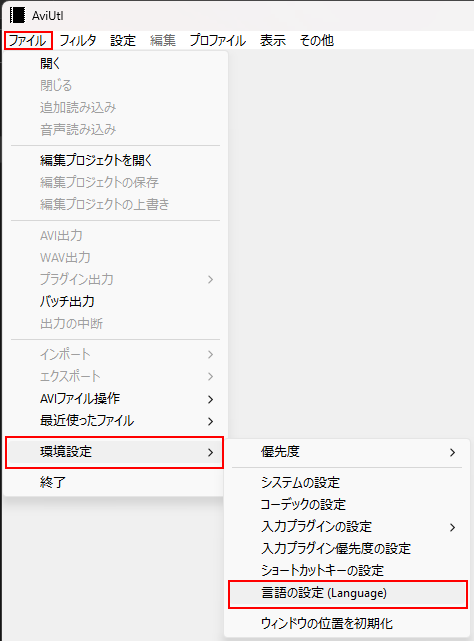 AviUtl
ファイル フィルタ 設定 編集 プロファイル 表示 その他
開く
閉じる
追加読み込み
音声読み込み
編集プロジェクトを開く
編集プロジェクトの保存
編集プロジェクトの上書き
AVI出力
WAV出力
プラグイン出力
バッチ出力
出力の中断
インポート
エクスポート
AVIファイル操作
最近使ったファイル
環境設定
終了
優先度
システムの設定
コーデックの設定
入力プラグインの設定
入力プラグイン優先度の設定
ショートカットキーの設定
言語の設定 (Language)
ウィンドウの位置を初期化